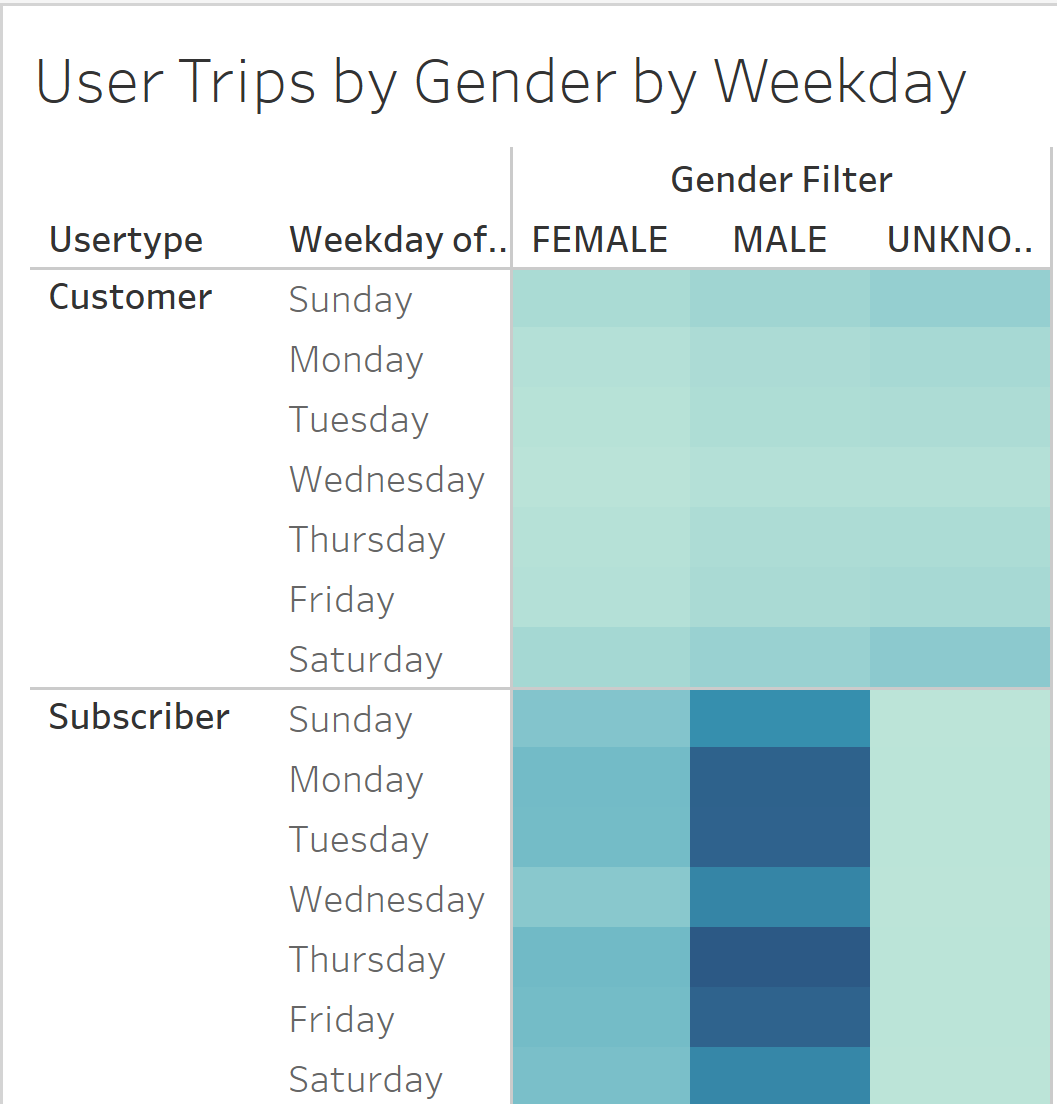 User Trips by Gender by Weekday
Gender Filter
Usertype Weekday of.. FEMALE MALE UNKNO..
Customer Sunday
Monday
Tuesday
Wednesday
Thursday
Friday
Saturday
Subscriber Sunday
Monday
Tuesday
Wednesday
Thursday
Friday
Saturday